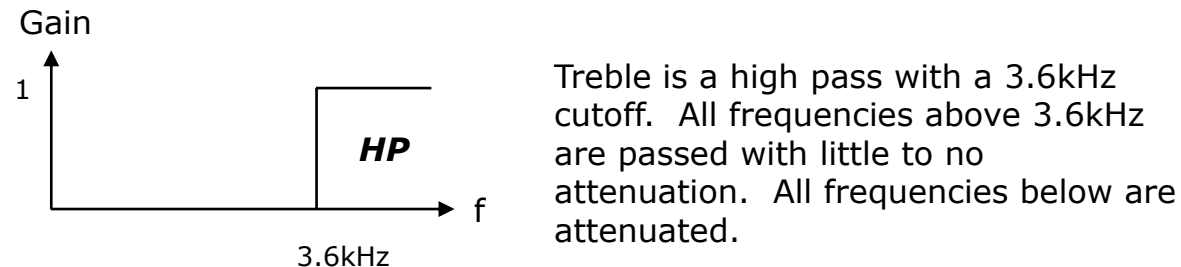 Gain
1
HP
f
3.6kHz
Treble is a high pass with a 3.6kHz
cutoff.  All frequencies above 3.6kHz
are passed with little to no
attenuation.  All frequencies below are
attenuated.